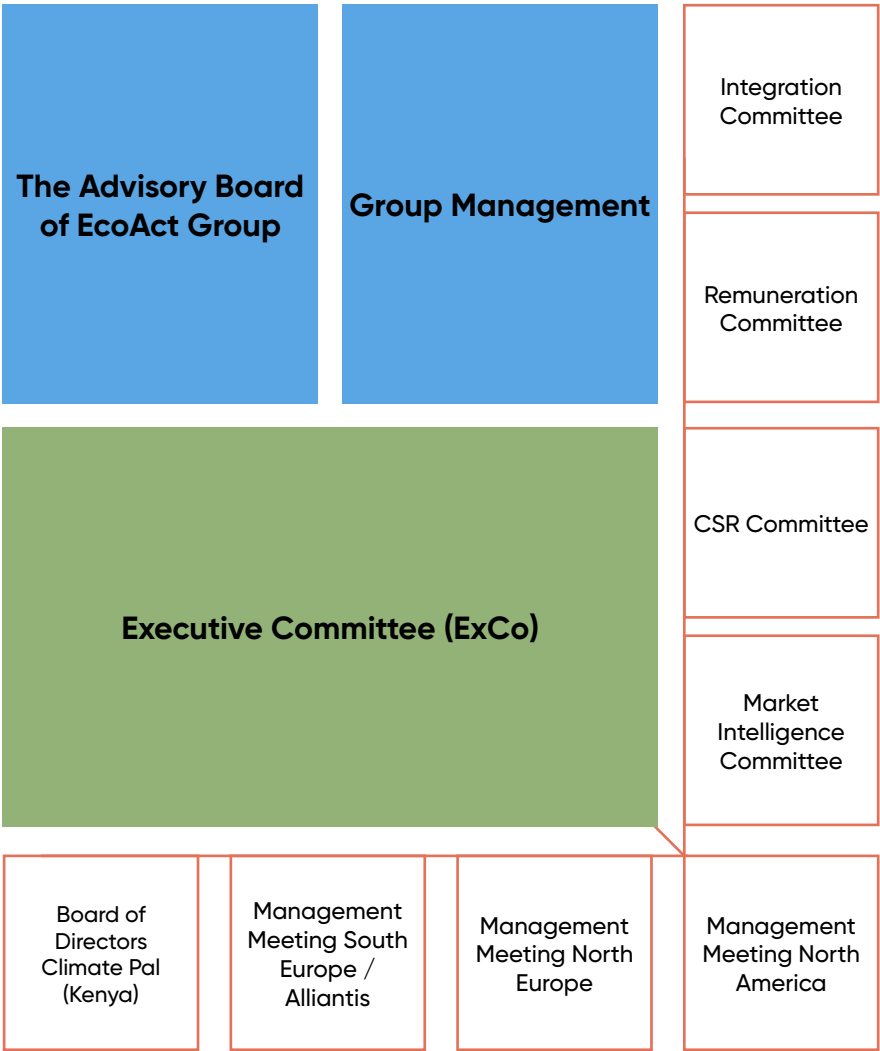 The Advisory Board
of EcoAct Group
Group Management
Integration
Committee
Remuneration
Committee
Executive Committee (ExCo)
CSR Committee
Market
Intelligence
Committee
Board of
Directors
Climate Pal
(Kenya)
Management
Meeting South
Europe /
Alliantis
Management
Meeting North
Europe
Management
Meeting North
America